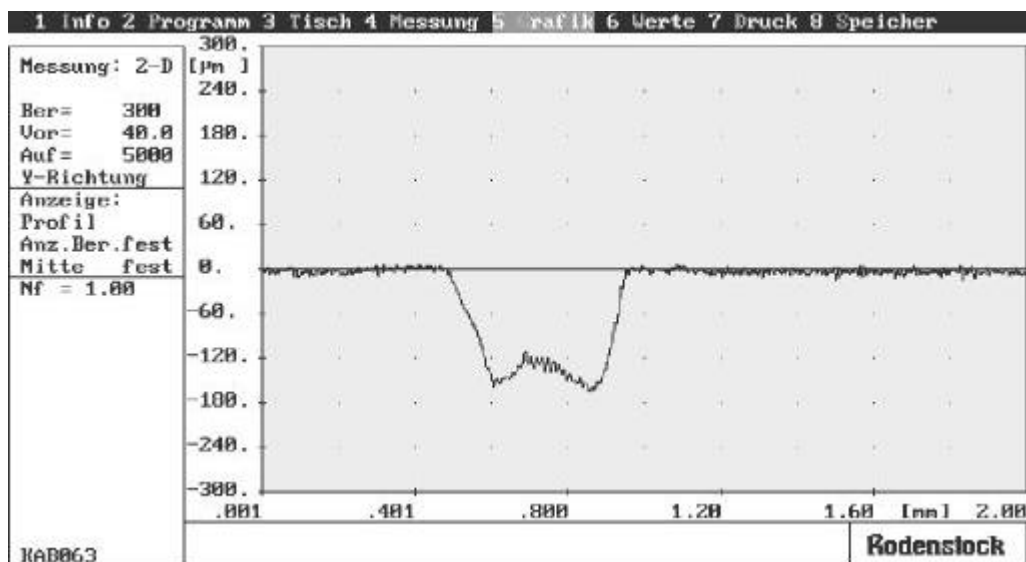 1 Info 2 Programm 3 Tisch 4 Messung 5 Grafik 6 Werte 7 Druck 8 Speicher
Messung: 2-D
Ber= 300
Vor= 40.0
Auf= 5000
Y-Richtung
Anzeige:
Profil
Anz.Ber.fest
Mitte fest
Nf = 1.00
KAB063
300.
[µm ]
240.
180.
120.
60.
0.
-60.
-120.
-180.
-240.
-300.
.001 .401 .800 1.20 1.60 [mm] 2.00
Rodenstock